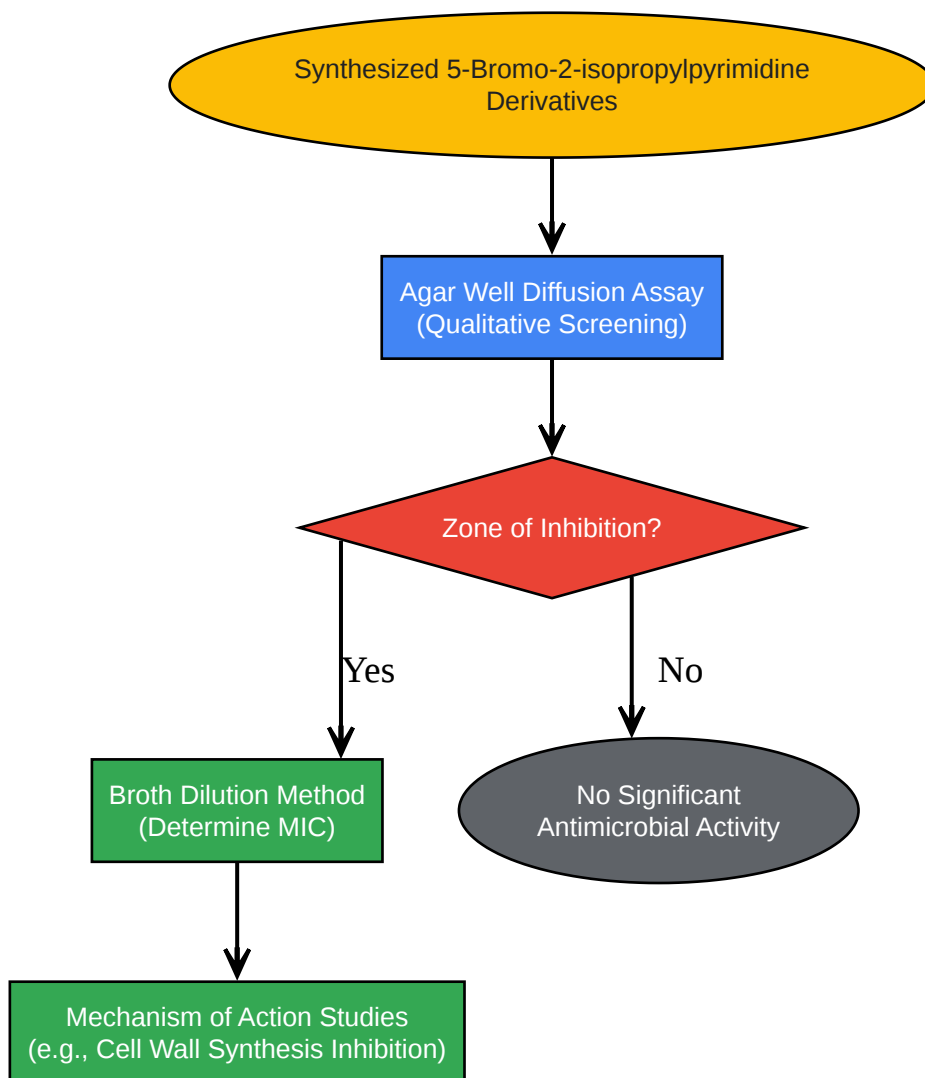 Synthesized 5-Bromo-2-isopropylpyrimidine
Derivatives
Agar Well Diffusion Assay
(Qualitative Screening)
Zone of Inhibition?
Yes
No
Broth Dilution Method
(Determine MIC)
No Significant
Antimicrobial Activity
Mechanism of Action Studies
(e.g., Cell Wall Synthesis Inhibition)